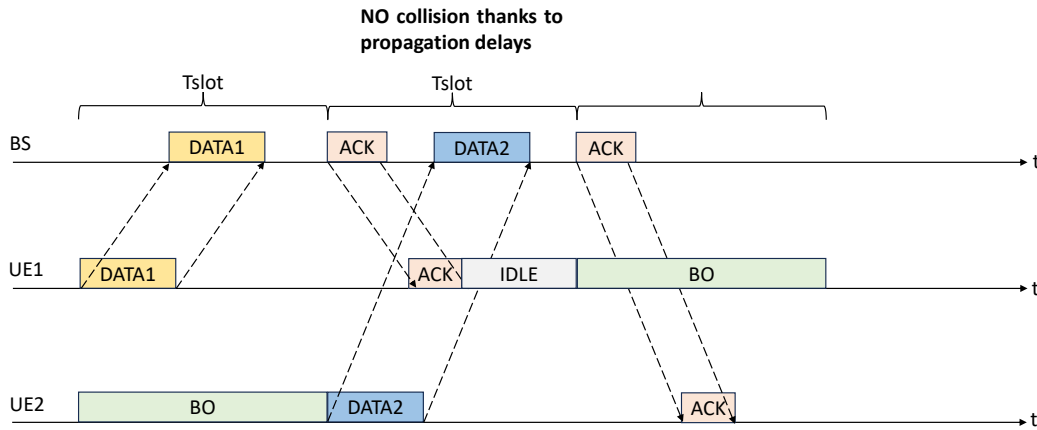 NO collision thanks to
propagation delays
Tslot
Tslot
BS
DATA1
ACK
DATA2
ACK
t
UE1
DATA1
ACK
IDLE
BO
t
UE2
BO
DATA2
ACK
t